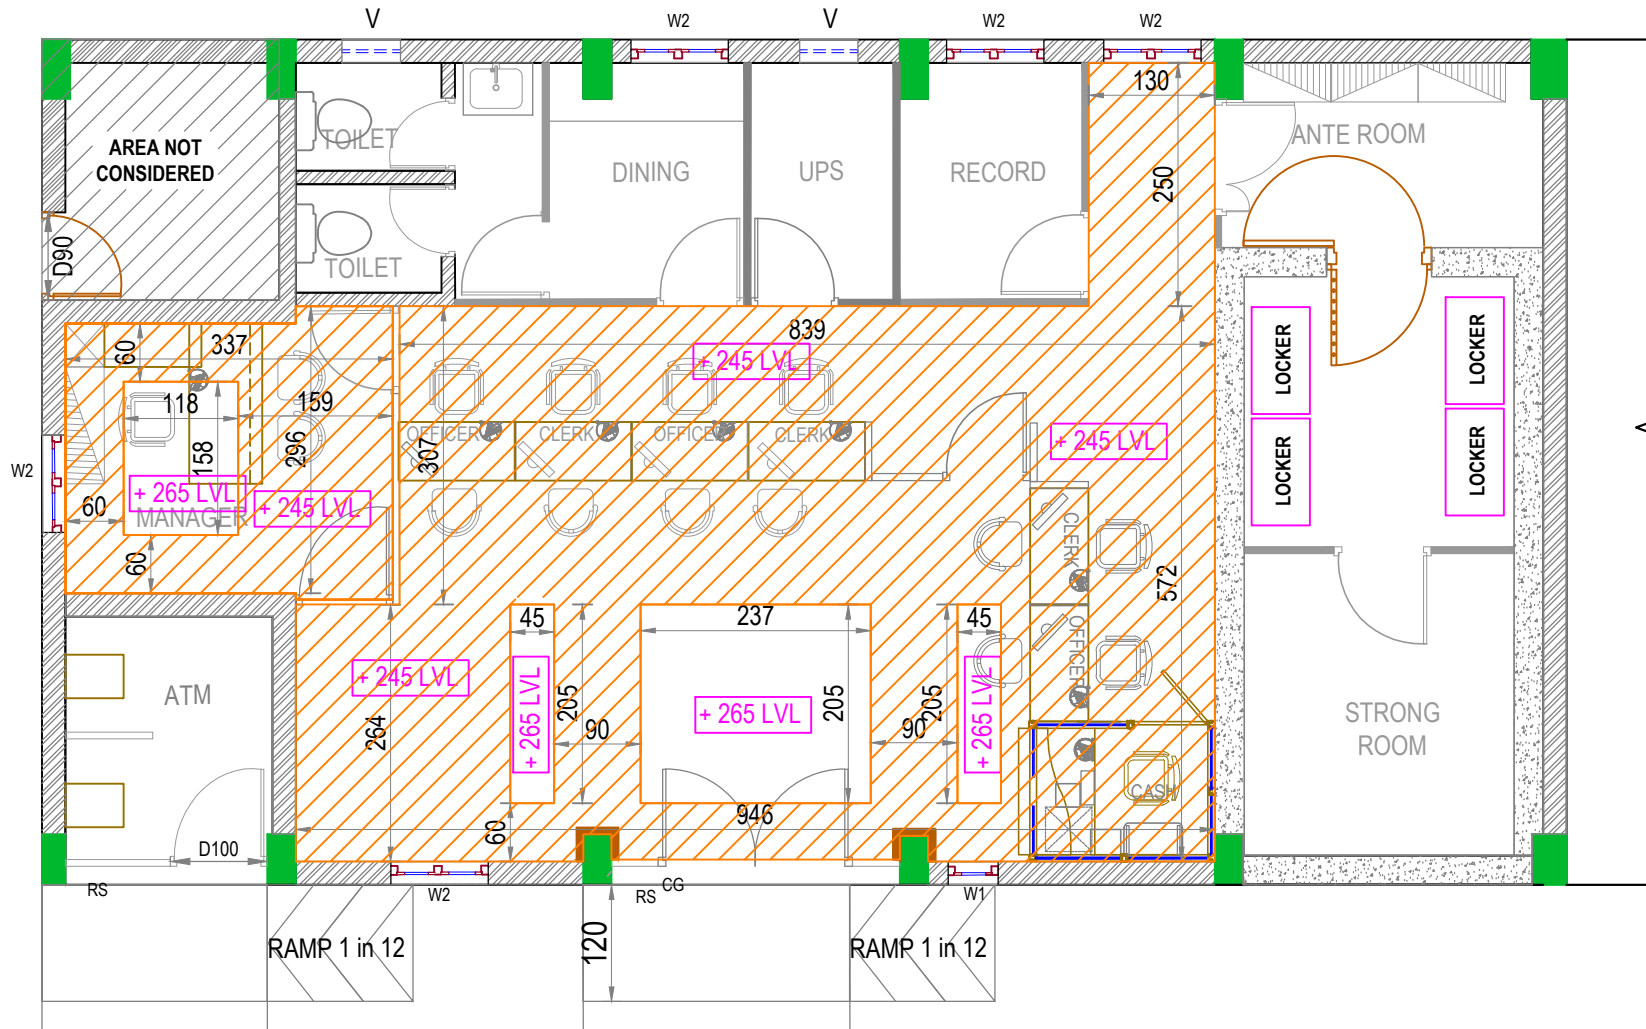 V
W2
V
W2
W2
AREA NOT
CONSIDERED
TOILET
DINING
UPS
RECORD
130
ANTE ROOM
250
D90
TOILET
60
337
839
+ 245 LVL
LOCKER
LOCKER
118
159
OFFICER
CLERK
OFFICER
CLERK
307
296
158
+ 245 LVL
W2
+ 265 LVL
+ 245 LVL
60
MANAGER
60
LOCKER
LOCKER
CLERK
572
45
237
45
OFFICER
ATM
+ 245 LVL
+ 265 LVL
205
+ 265 LVL
205
205
+ 265 LVL
264
90
90
STRONG
ROOM
CASH
60
946
D100
RS
W2
RS
CG
W1
RAMP 1 in 12
120
RAMP 1 in 12